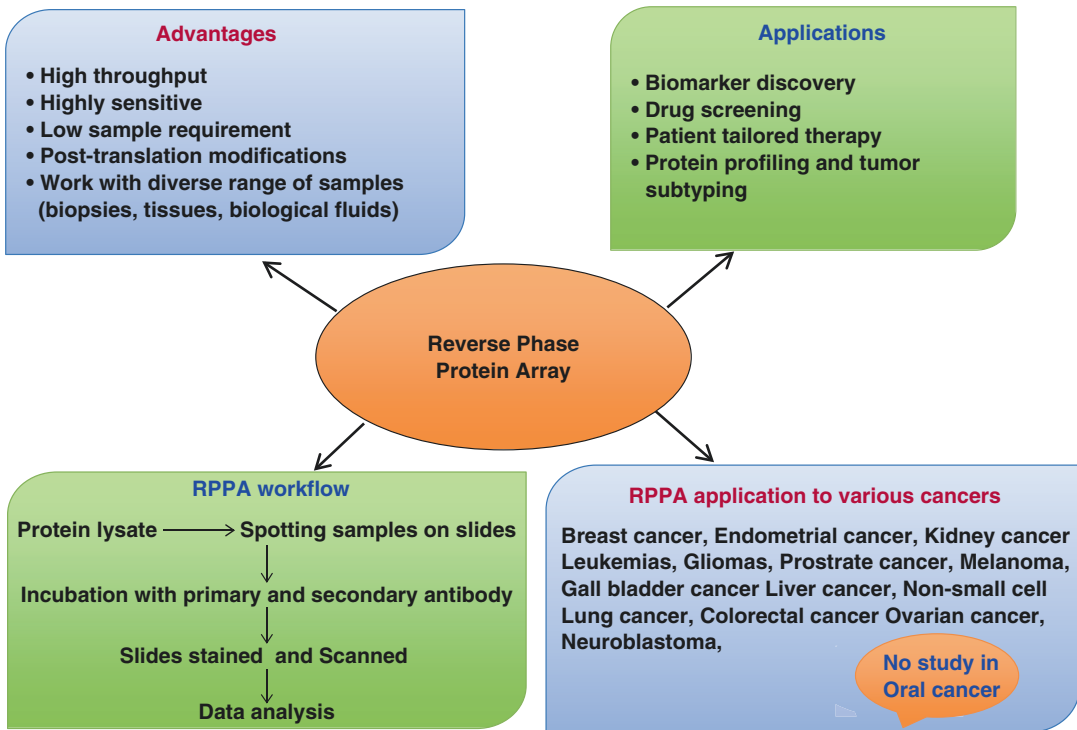 Advantages
• High throughput
• Highly sensitive
• Low sample requirement
• Post-translation modifications
• Work with diverse range of samples
(biopsies, tissues, biological fluids)
Applications
• Biomarker discovery
• Drug screening
• Patient tailored therapy
• Protein profiling and tumor
subtyping
Reverse Phase
Protein Array
RPPA workflow
Protein lysate → Spotting samples on slides
Incubation with primary and secondary antibody
Slides stained and Scanned
Data analysis
RPPA application to various cancers
Breast cancer, Endometrial cancer, Kidney cancer
Leukemias, Gliomas, Prostrate cancer, Melanoma,
Gall bladder cancer Liver cancer, Non-small cell
Lung cancer, Colorectal cancer Ovarian cancer,
Neuroblastoma,
No study in
Oral cancer